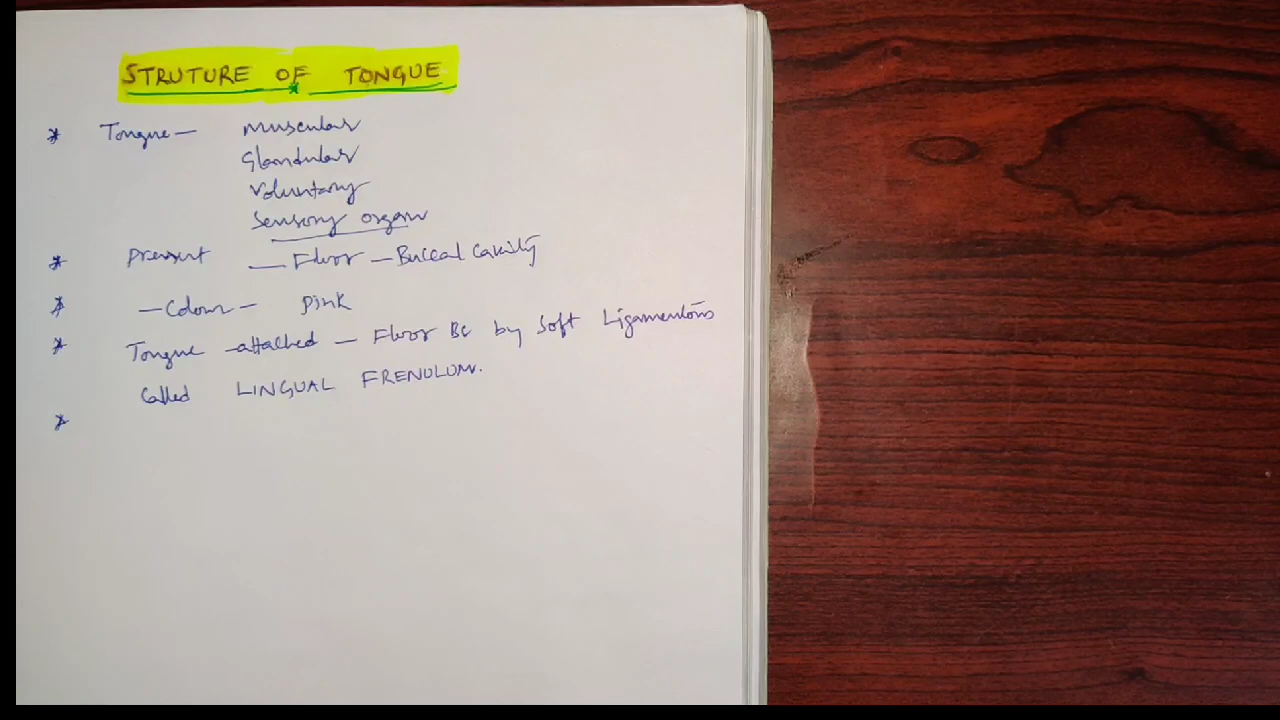 STRUTURE OF TONGUE
* Tongue — muscular
Glandular
Voluntary
Sensory organ
* Present — Floor — Buccal Cavity
* — Colour — pink
* Tongue attached — Floor BC by Soft Ligamentous
Called LINGUAL FRENULUM.
*